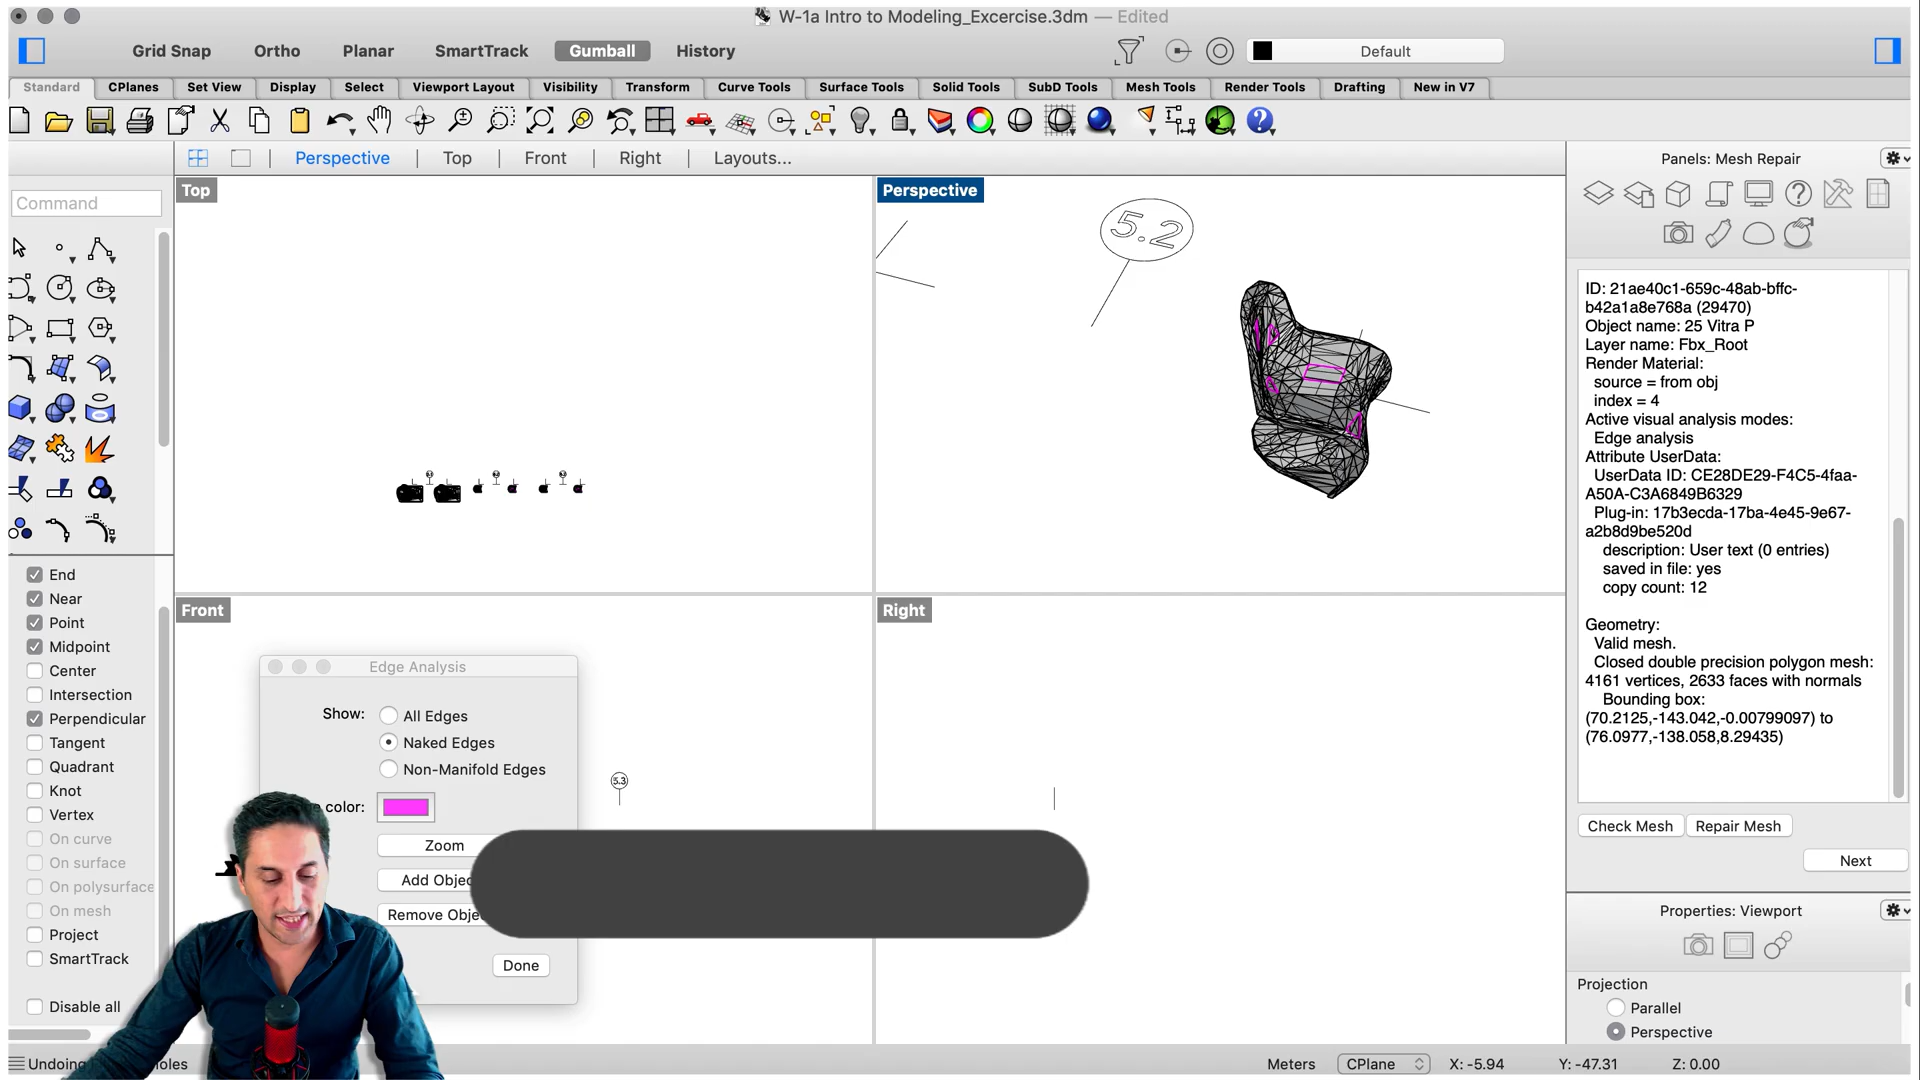 W-1a Intro to Modeling_Excercise.3dm — Edited
Grid Snap Ortho Planar SmartTrack Gumball History
Default
Standard CPlanes Set View Display Select Viewport Layout Visibility Transform Curve Tools Surface Tools Solid Tools SubD Tools Mesh Tools Render Tools Drafting New in V7
Perspective Top Front Right Layouts...
Panels: Mesh Repair
Command
Top
Perspective
5.2
Front
Right
End
Near
Point
Midpoint
Center
Intersection
Perpendicular
Tangent
Quadrant
Knot
Vertex
On curve
On surface
On polysurface
On mesh
Project
SmartTrack
Disable all
Edge Analysis
Show:
All Edges
Naked Edges
Non-Manifold Edges
color:
Zoom
Add Objec
Remove Obje
Done
5.3
ID: 21ae40c1-659c-48ab-bffc-
b42a1a8e768a (29470)
Object name: 25 Vitra P
Layer name: Fbx_Root
Render Material:
source = from obj
index = 4
Active visual analysis modes:
Edge analysis
Attribute UserData:
UserData ID: CE28DE29-F4C5-4faa-
A50A-C3A6849B6329
Plug-in: 17b3ecda-17ba-4e45-9e67-
a2b8d9be520d
description: User text (0 entries)
saved in file: yes
copy count: 12
Geometry:
Valid mesh.
Closed double precision polygon mesh:
4161 vertices, 2633 faces with normals
Bounding box:
(70.2125,-143.042,-0.00799097) to
(76.0977,-138.058,8.29435)
Check Mesh Repair Mesh
Next
Properties: Viewport
Projection
Parallel
Perspective
Undoing
oles
Meters CPlane X: -5.94 Y: -47.31 Z: 0.00